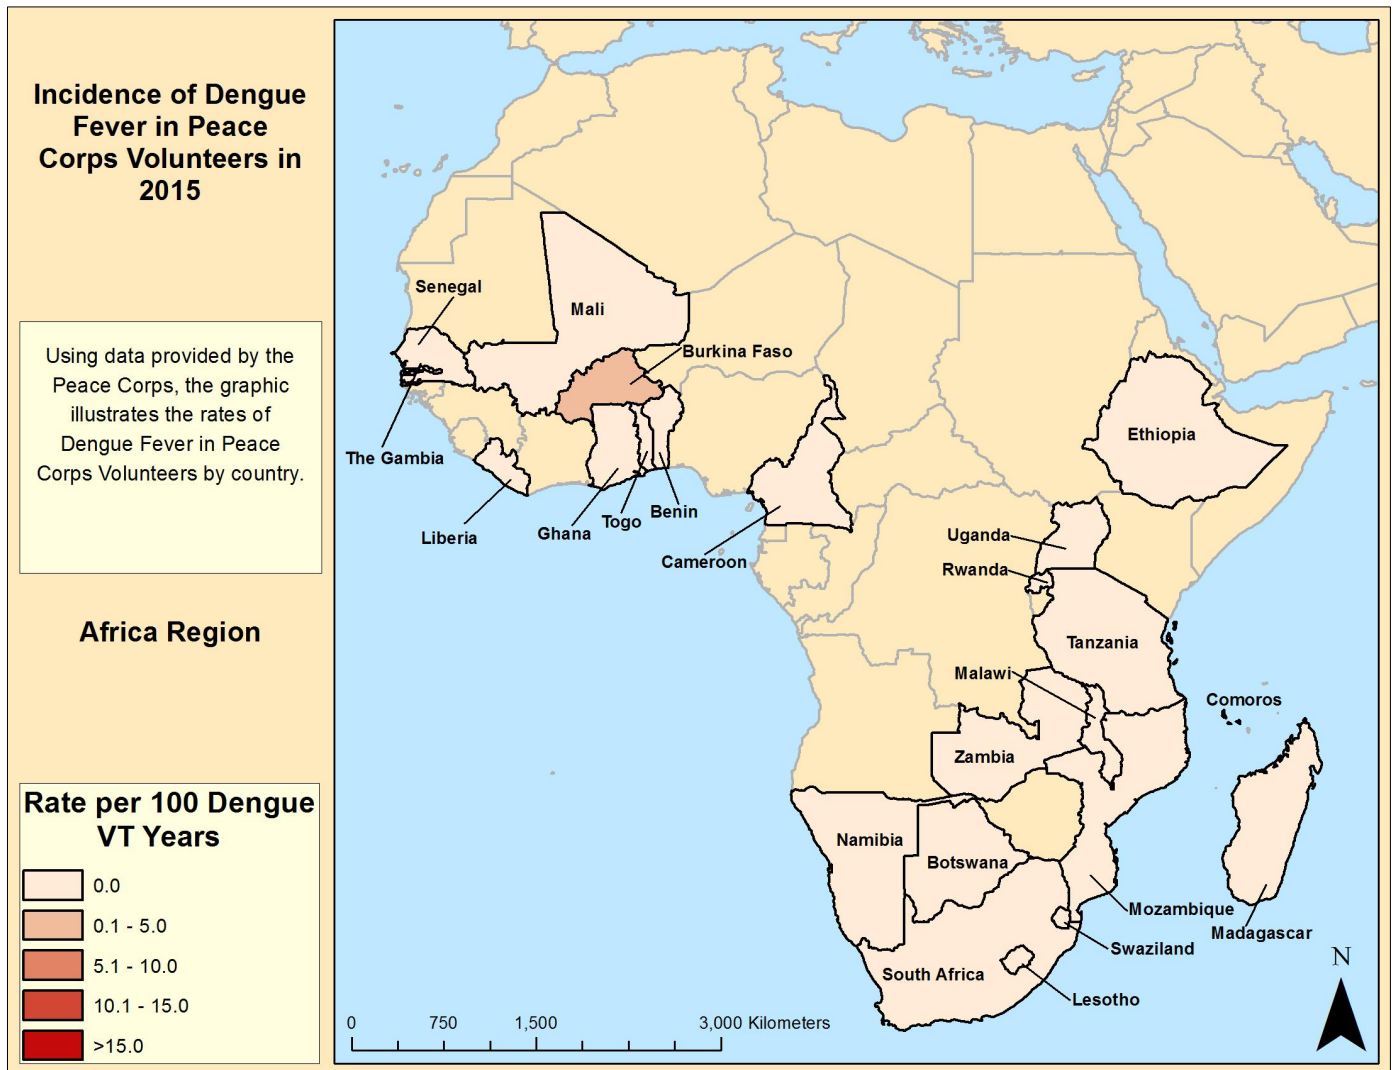 Incidence of Dengue
Fever in Peace
Corps Volunteers in
2015
Using data provided by the
Peace Corps, the graphic
illustrates the rates of
Dengue Fever in Peace
Corps Volunteers by country.
Africa Region
Rate per 100 Dengue
VT Years
0.0
0.1 - 5.0
5.1 - 10.0
10.1 - 15.0
>15.0
Senegal
Mali
Burkina Faso
The Gambia
Liberia
Ghana
Togo
Benin
Cameroon
Ethiopia
Uganda
Rwanda
Tanzania
Malawi
Comoros
Zambia
Namibia
Botswana
Mozambique
Madagascar
Swaziland
South Africa
Lesotho
N
0 750 1,500 3,000 Kilometers